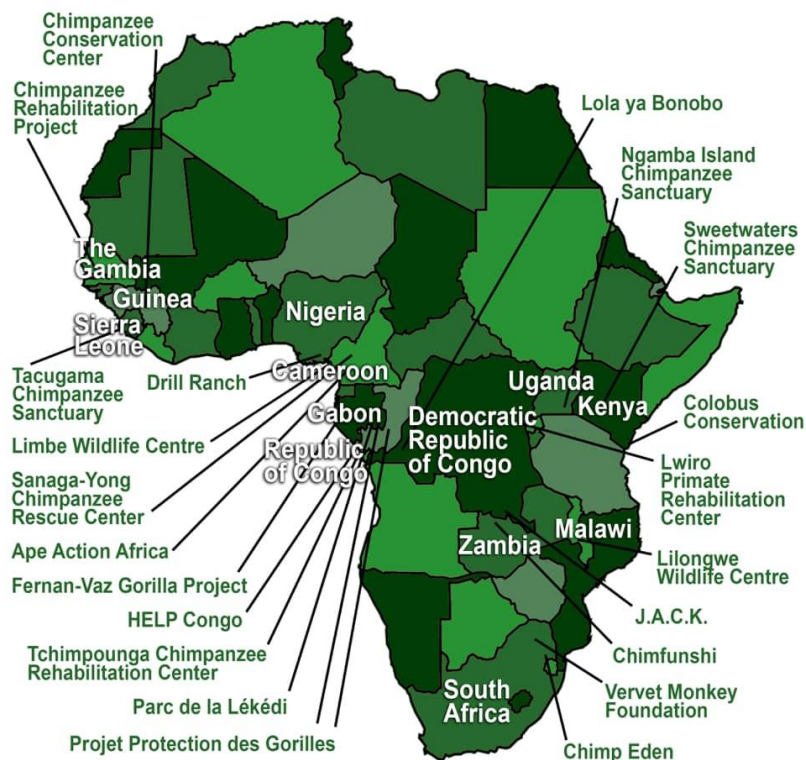 Chimpanzee
Conservation
Center
Chimpanzee
Rehabilitation
Project
Lola ya Bonobo
Ngamba Island
Chimpanzee
Sanctuary
Sweetwaters
Chimpanzee
Sanctuary
The
Gambia
Guinea
Sierra
Leone
Nigeria
Tacugama
Chimpanzee
Sanctuary
Drill Ranch
Cameroon
Uganda
Kenya
Gabon
Democratic
Republic
of Congo
Republic
of Congo
Colobus
Conservation
Limbe Wildlife Centre
Lwiro
Primate
Rehabilitation
Center
Sanaga-Yong
Chimpanzee
Rescue Center
Malawi
Zambia
Ape Action Africa
Lilongwe
Wildlife Centre
Fernan-Vaz Gorilla Project
HELP Congo
J.A.C.K.
Tchimpounga Chimpanzee
Rehabilitation Center
Chimfunshi
Parc de la Lékédi
South
Africa
Vervet Monkey
Foundation
Projet Protection des Gorilles
Chimp Eden